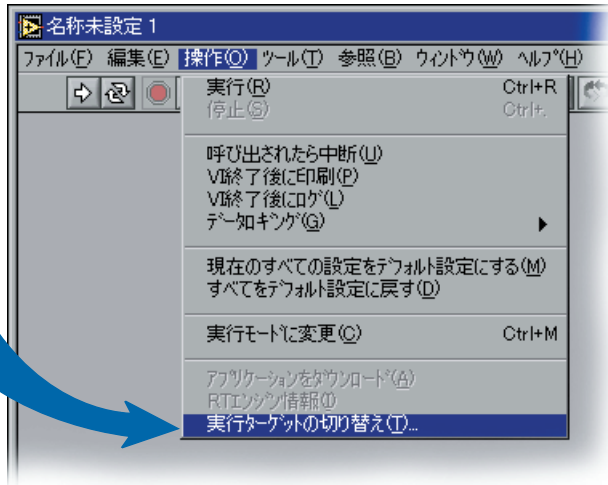 名称未設定 1
ファイル(F) 編集(E) 操作(O) ツール(T) 参照(B) ウィンドウ(W) ヘルプ(H)
実行(R) Ctrl+R
停止(S) Ctrl+.
呼び出されたら中断(U)
VI終了後に印刷(P)
VI終了後にログ(L)
データロギング(G)
現在のすべての設定をデフォルト設定にする(M)
すべてをデフォルト設定に戻す(D)
実行モードに変更(C) Ctrl+M
アプリケーションをダウンロード(A)
RTエンジン情報(I)
実行ターゲットの切り替え(T)...